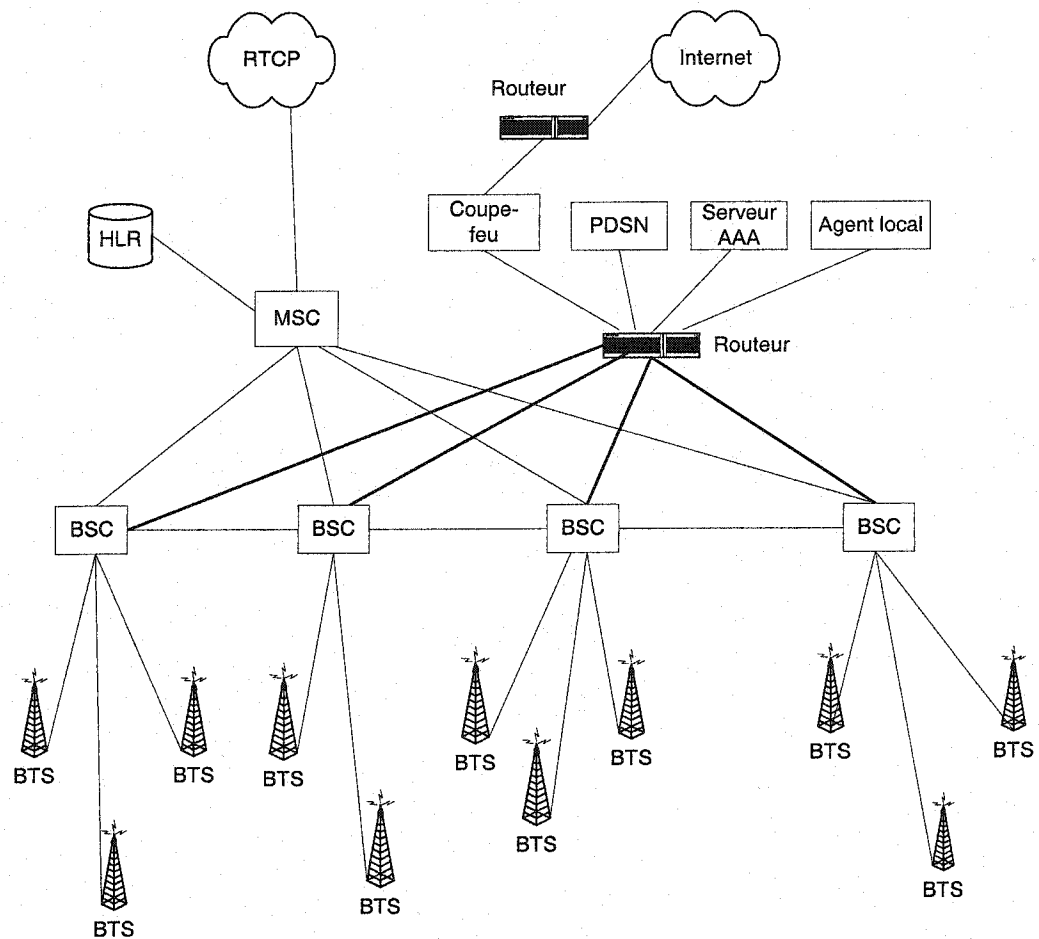 RTCP
Internet
Routeur
HLR
Coupe-
feu
PDSN
Serveur
AAA
Agent local
MSC
Routeur
BSC
BSC
BSC
BSC
BTS
BTS
BTS
BTS
BTS
BTS
BTS
BTS
BTS
BTS
BTS